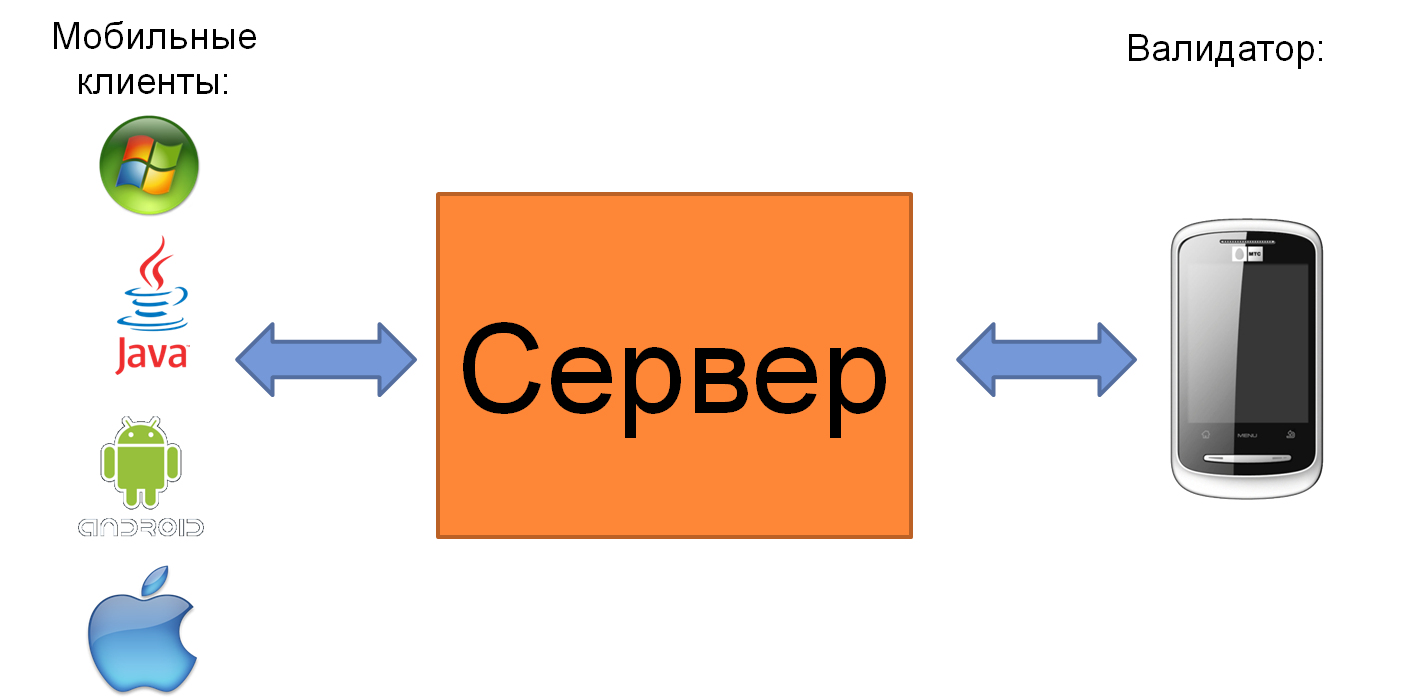 Мобильные
клиенты:
Валидатор:
Java
ANDROID
Сервер
МТС
MENU